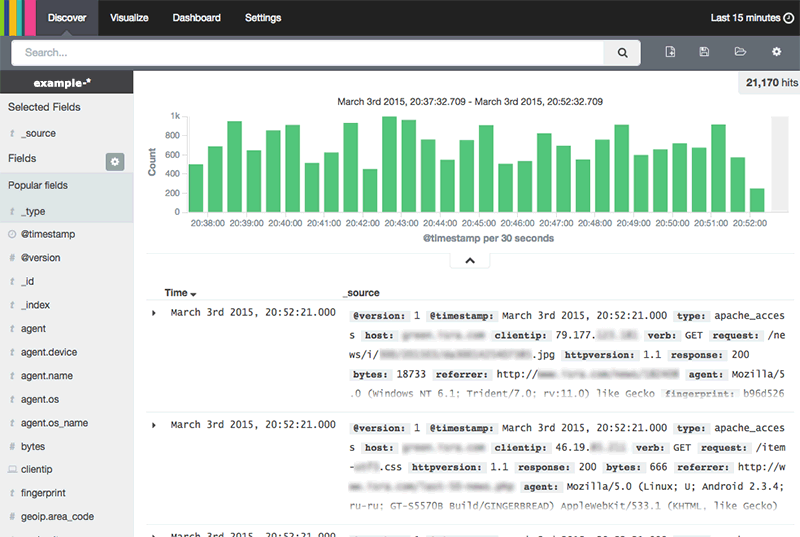 Discover Visualize Dashboard Settings Last 15 minutes
Search...
example-*
21,170 hits
Selected Fields
t _source
Fields
Popular fields
t _type
@timestamp
# @version
t _id
t _index
t agent
t agent.device
t agent.name
t agent.os
t agent.os_name
# bytes
clientip
t fingerprint
# geoip.area_code
March 3rd 2015, 20:37:32.709 - March 3rd 2015, 20:52:32.709
Count
1k
800
600
400
200
0
20:38:00 20:39:00 20:40:00 20:41:00 20:42:00 20:43:00 20:44:00 20:45:00 20:46:00 20:47:00 20:48:00 20:49:00 20:50:00 20:51:00 20:52:00
@timestamp per 30 seconds
Time _source
March 3rd 2015, 20:52:21.000 @version: 1 @timestamp: March 3rd 2015, 20:52:21.000 type: apache_acces
s host: clientip: 79.177. verb: GET request: /ne
ws/i/ .jpg httpversion: 1.1 response: 200
bytes: 18733 referrer: http:// agent: Mozilla/5
.0 (Windows NT 6.1; Trident/7.0; rv:11.0) like Gecko fingerprint: b96d526
March 3rd 2015, 20:52:21.000 @version: 1 @timestamp: March 3rd 2015, 20:52:21.000 type: apache_acces
s host: clientip: 46.19. verb: GET request: /item
- .css httpversion: 1.1 response: 200 bytes: 666 referrer: http://w
agent: Mozilla/5.0 (Linux; U; Android 2.3.4;
ru-ru; GT-S5570B Build/GINGERBREAD) AppleWebKit/533.1 (KHTML, like Gecko)
March 3rd 2015, 20:52:21.000